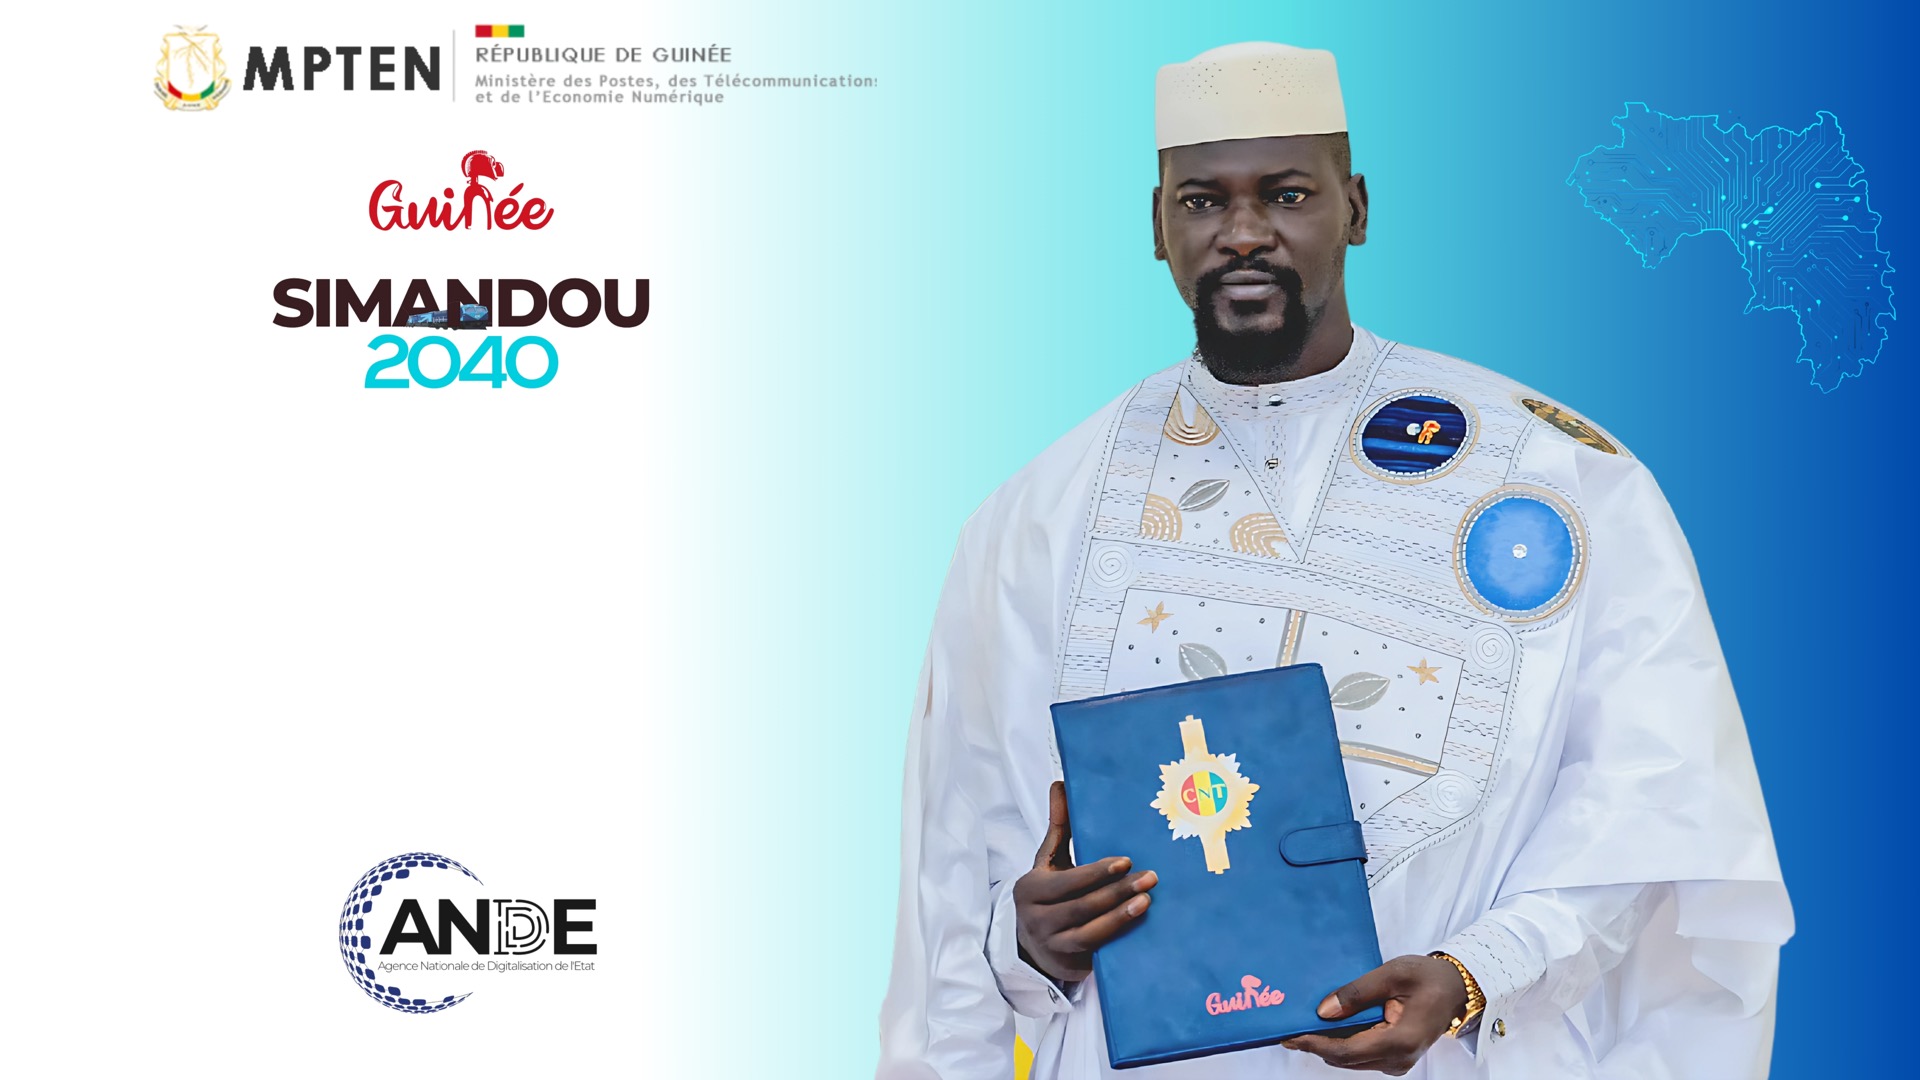 MPTEN
RÉPUBLIQUE DE GUINÉE
Ministère des Postes, des Télécommunications
et de l'Economie Numérique
Guinée
SIMANDOU
2040
CNT
Guinée
ANDE
Agence Nationale de Digitalisation de l'Etat